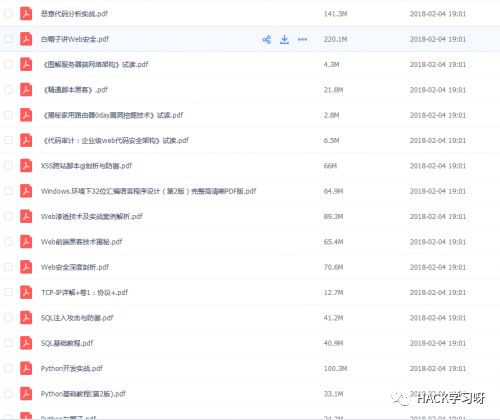 恶意代码分析实战.pdf 141.3M 2018-02-04 19:01
白帽子讲Web安全.pdf 220.1M 2018-02-04 19:01
《图解服务器端网络架构》试读.pdf 4.3M 2018-02-04 19:01
《精通脚本黑客》.pdf 21.8M 2018-02-04 19:01
《揭秘家用路由器0day漏洞挖掘技术》试读.pdf 2.8M 2018-02-04 19:01
《代码审计：企业级web代码安全架构》试读.pdf 6.5M 2018-02-04 19:01
XSS跨站脚本gj剖析与防御.pdf 66M 2018-02-04 19:01
Windows.环境下32位汇编语言程序设计（第2版）完整高清晰PDF版.pdf 64.9M 2018-02-04 19:01
Web渗透技术及实战案例解析.pdf 89.3M 2018-02-04 19:01
Web前端黑客技术揭秘.pdf 65.4M 2018-02-04 19:01
Web安全深度剖析.pdf 70.6M 2018-02-04 19:01
TCP-IP详解+卷1：协议+.pdf 12.7M 2018-02-04 19:01
SQL注入攻击与防御.pdf 41.2M 2018-02-04 19:01
SQL基础教程.pdf 40.9M 2018-02-04 19:01
Python开发实战.pdf 100.3M 2018-02-04 19:01
Python基础教程(第2版).pdf 33.1M 2018-02-04 19:01
HACK学习呀